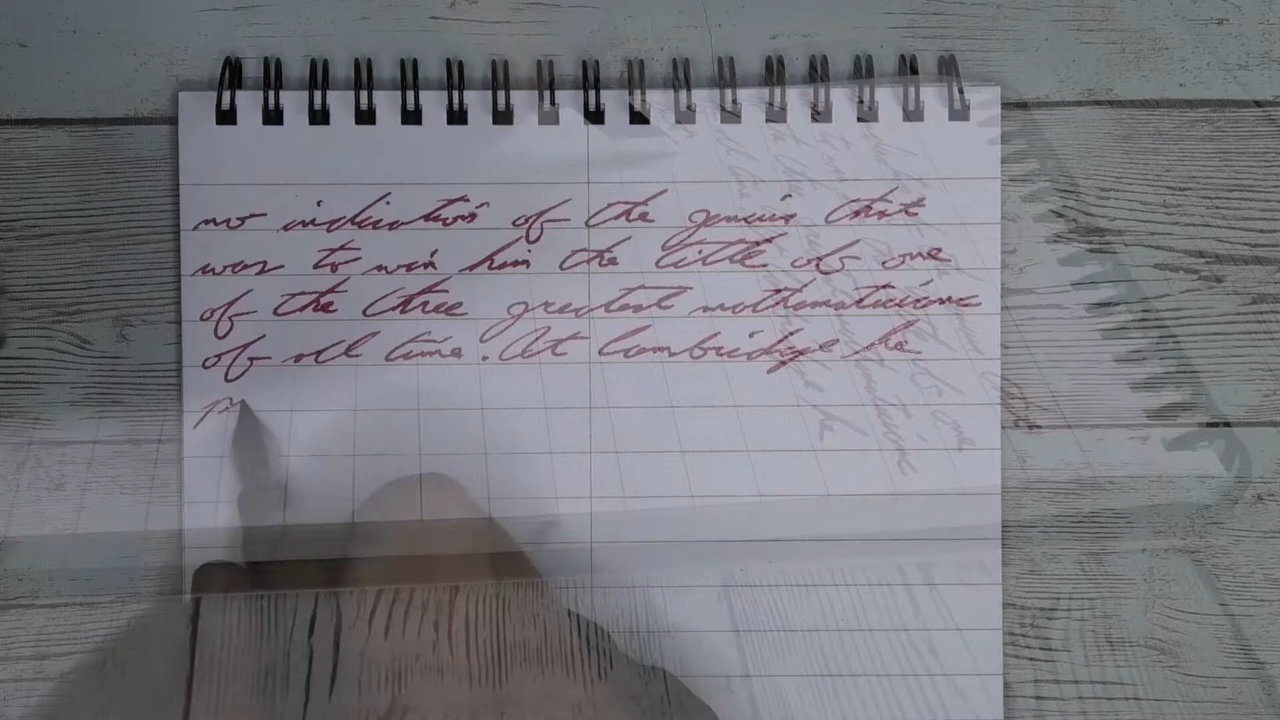 no indication of the genius that
was to win him the title as one
of the three greatest mathematicians
of all time. At Cambridge he